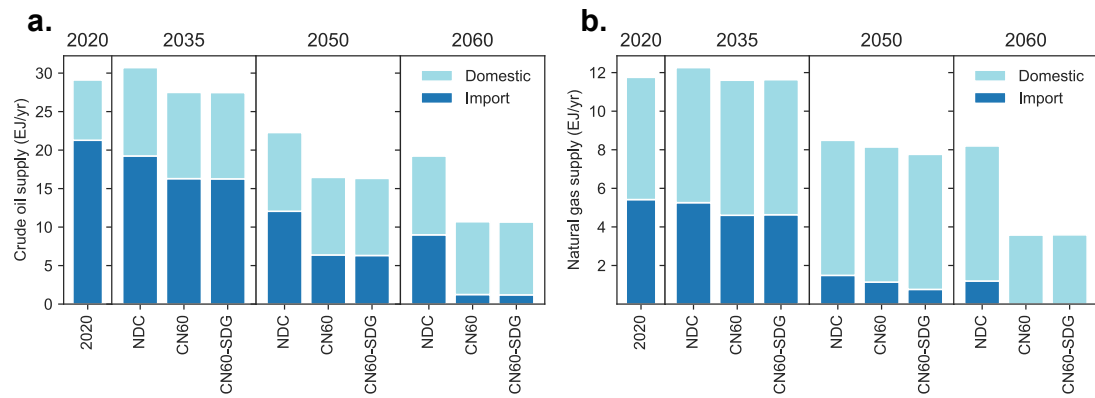 a.
2020 2035 2050 2060
Crude oil supply (EJ/yr)
30
25
20
15
10
5
0
Domestic
Import
2020
NDC
CN60
CN60-SDG
NDC
CN60
CN60-SDG
NDC
CN60
CN60-SDG
b.
2020 2035 2050 2060
Natural gas supply (EJ/yr)
12
10
8
6
4
2
Domestic
Import
2020
NDC
CN60
CN60-SDG
NDC
CN60
CN60-SDG
NDC
CN60
CN60-SDG